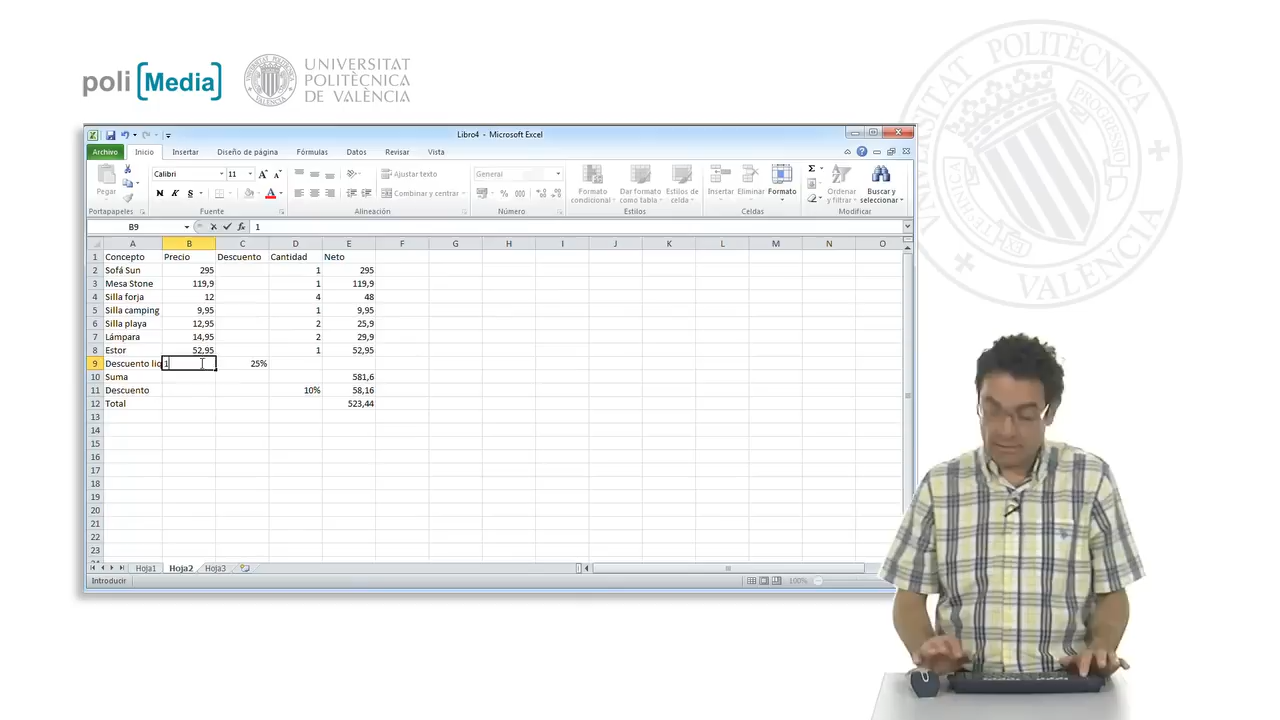 poli [Media]
UNIVERSITAT
POLITÈCNICA
DE VALÈNCIA
UNIVERSITAT POLITÈCNICA DE VALÈNCIA
Libro4 - Microsoft Excel
Archivo Inicio Insertar Diseño de página Fórmulas Datos Revisar Vista
Pegar
Calibri 11
N K S
Ajustar texto
Combinar y centrar
General
% 000
Formato condicional
Dar formato como tabla
Estilos de celda
Insertar Eliminar Formato
Ordenar y filtrar
Buscar y seleccionar
Portapapeles Fuente Alineación Número Estilos Celdas Modificar
B9 fx 1
A B C D E F G H I J K L M N O
1 Concepto Precio Descuento Cantidad Neto
2 Sofá Sun 295 1 295
3 Mesa Stone 119,9 1 119,9
4 Silla forja 12 4 48
5 Silla camping 9,95 1 9,95
6 Silla playa 12,95 2 25,9
7 Lámpara 14,95 2 29,9
8 Estor 52,95 1 52,95
9 Descuento liq 1 25%
10 Suma 581,6
11 Descuento 10% 58,16
12 Total 523,44
13
14
15
16
17
18
19
20
21
22
23
Hoja1 Hoja2 Hoja3
Introducir 100%